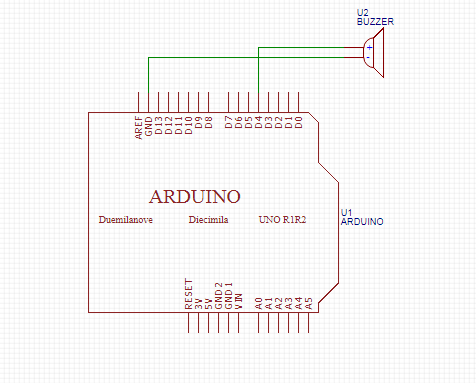 U2
BUZZER
+
-
AREF
GND
D13
D12
D11
D10
D9
D8
D7
D6
D5
D4
D3
D2
D1
D0
ARDUINO
Duemilanove Diecimila UNO R1R2
U1
ARDUINO
RESET
3V
5V
GND2
GND1
VIN
A0
A1
A2
A3
A4
A5